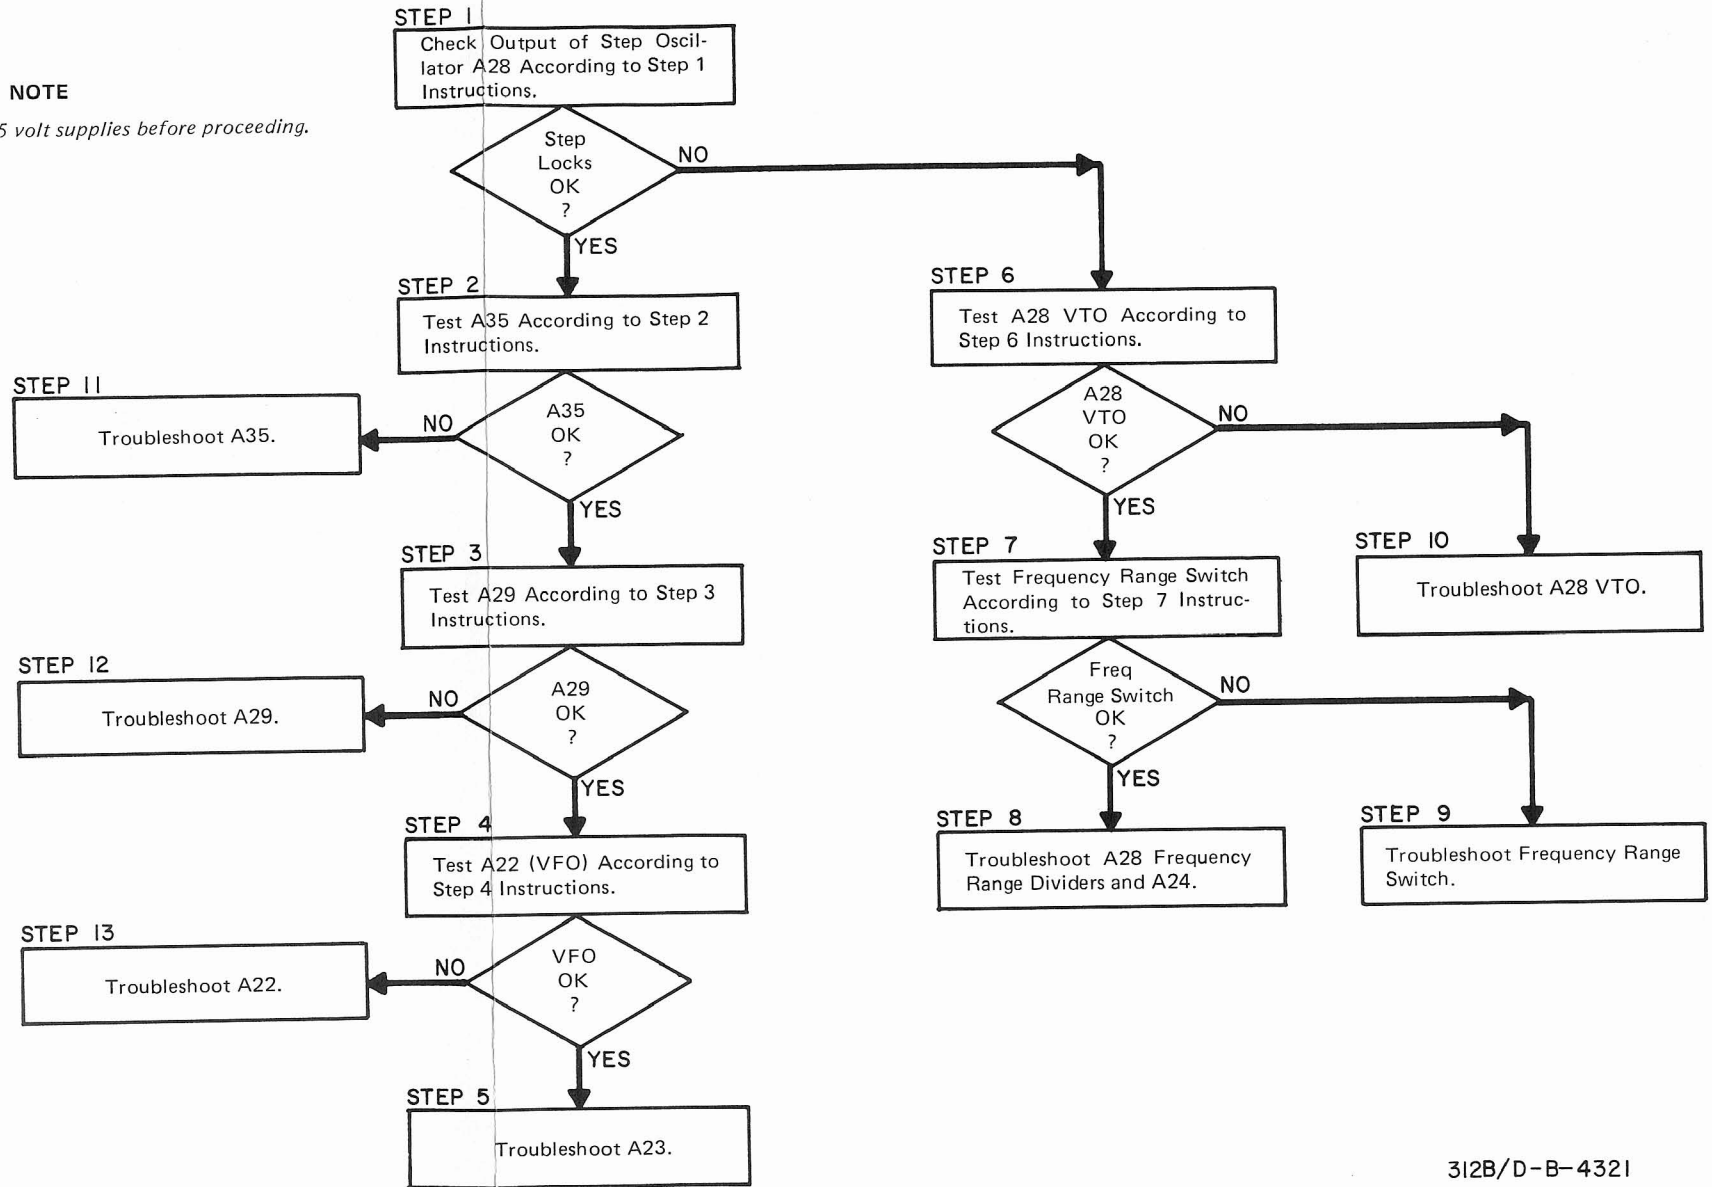 NOTE
5 volt supplies before proceeding.
STEP 1
Check Output of Step Oscil-
lator A28 According to Step 1
Instructions.
Step
Locks
OK
?
NO
YES
STEP 2
Test A35 According to Step 2
Instructions.
STEP 6
Test A28 VTO According to
Step 6 Instructions.
STEP 11
Troubleshoot A35.
NO
A35
OK
?
YES
A28
VTO
OK
?
NO
YES
STEP 3
Test A29 According to Step 3
Instructions.
STEP 7
Test Frequency Range Switch
According to Step 7 Instruc-
tions.
STEP 10
Troubleshoot A28 VTO.
STEP 12
Troubleshoot A29.
NO
A29
OK
?
YES
Freq
Range Switch
OK
?
NO
YES
STEP 4
Test A22 (VFO) According to
Step 4 Instructions.
STEP 8
Troubleshoot A28 Frequency
Range Dividers and A24.
STEP 9
Troubleshoot Frequency Range
Switch.
STEP 13
Troubleshoot A22.
NO
VFO
OK
?
YES
STEP 5
Troubleshoot A23.
312B/D-B-4321